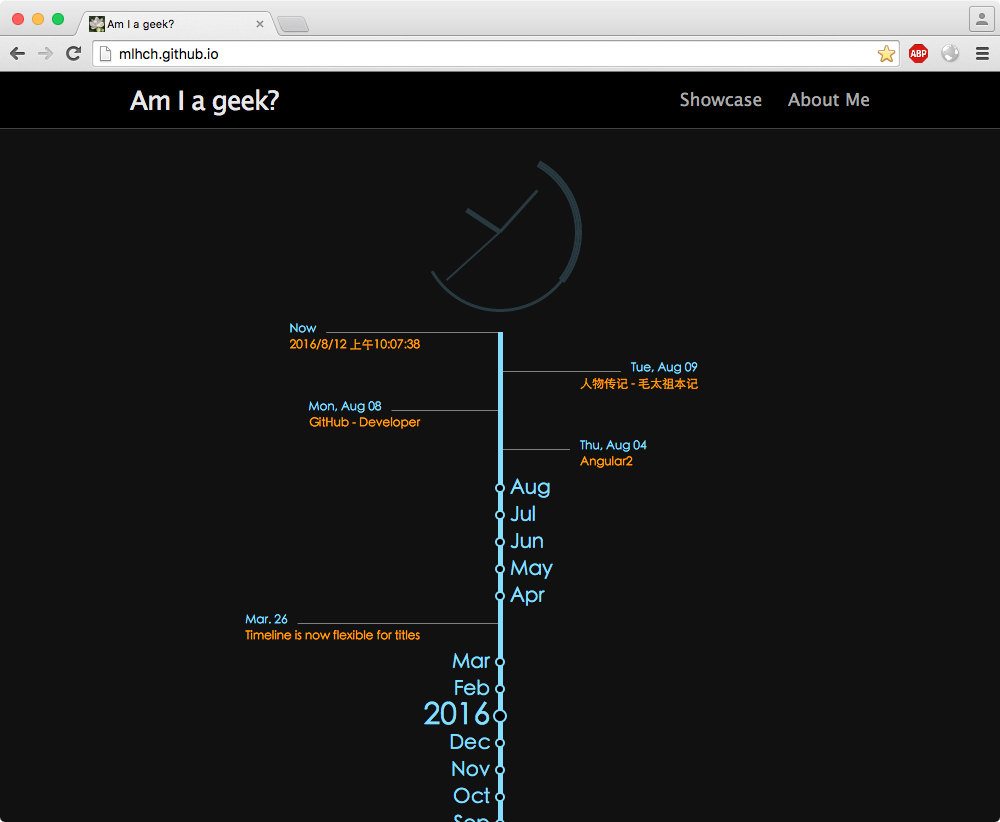 Am I a geek?
mlhch.github.io
ABP
Am I a geek?
Showcase
About Me
Now
2016/8/12 上午10:07:38
Tue, Aug 09
人物传记 - 毛太祖本记
Mon, Aug 08
GitHub - Developer
Thu, Aug 04
Angular2
Aug
Jul
Jun
May
Apr
Mar. 26
Timeline is now flexible for titles
Mar
Feb
2016
Dec
Nov
Oct
Sep